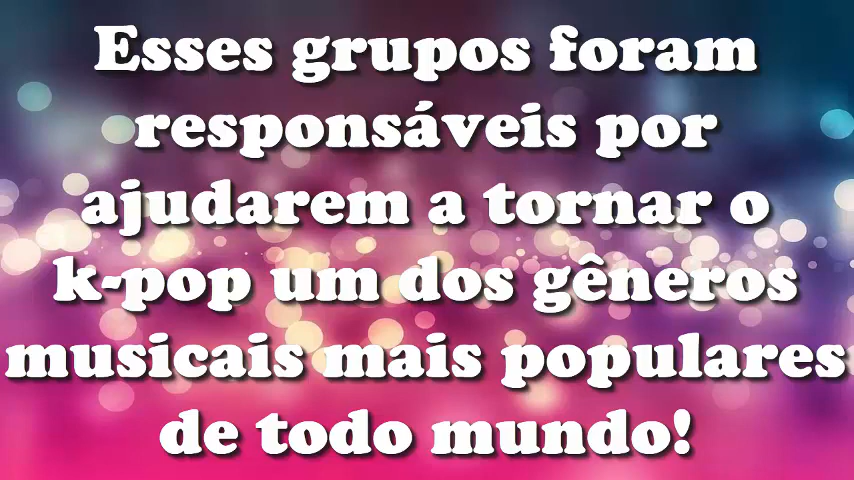 Esses grupos foram
responsáveis por
ajudarem a tornar o
k-pop um dos gêneros
musicais mais populares
de todo mundo!